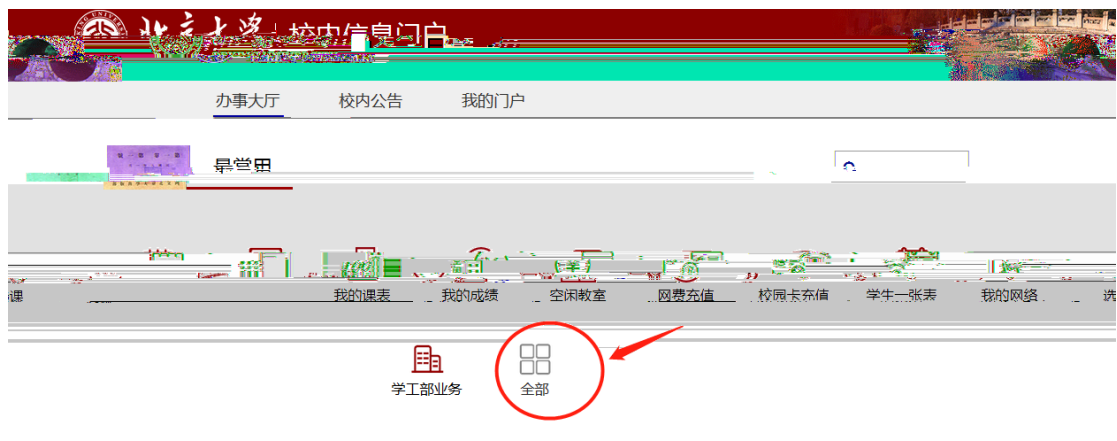 北京大学 校内信息门户
办事大厅 校内公告 我的门户
最常用
课 我的课表 我的成绩 空闲教室 网费充值 校园卡充值 学生一张表 我的网络 选
学工部业务 全部